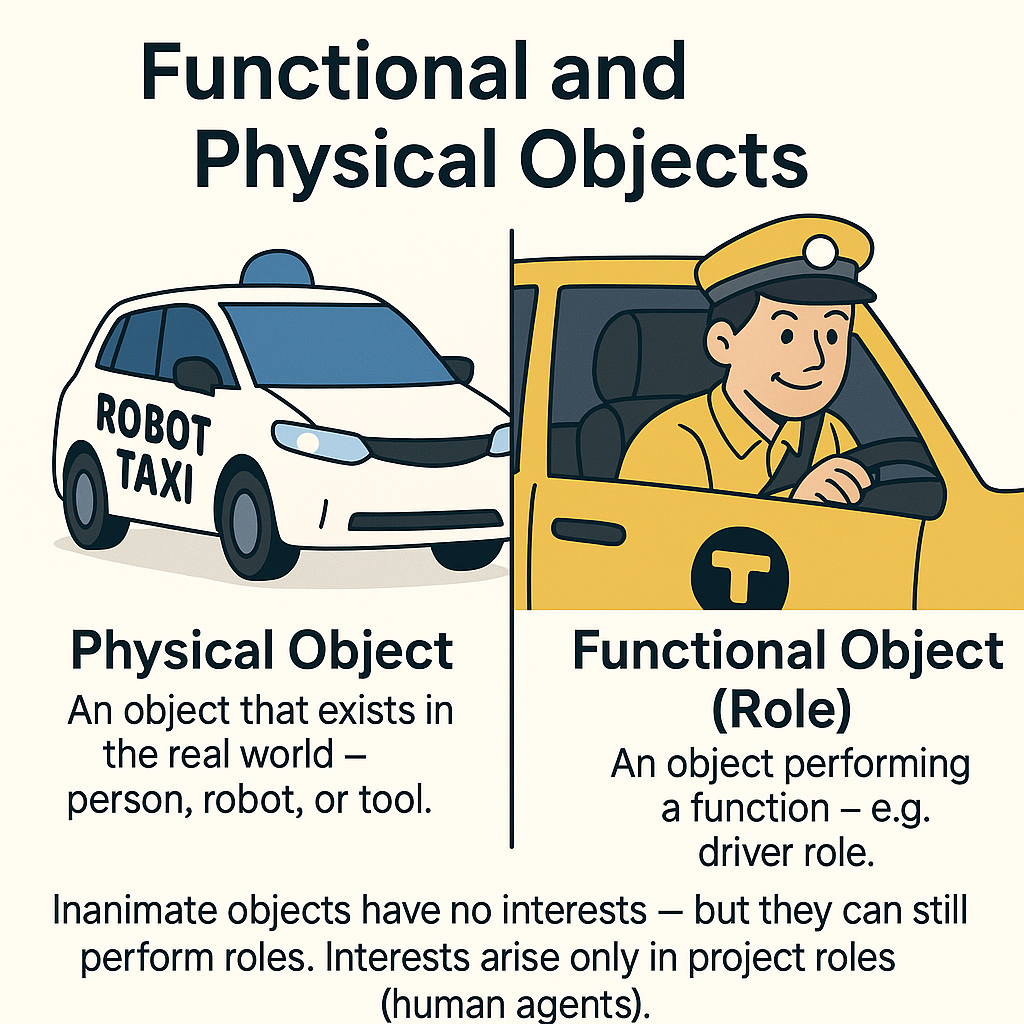 Functional and
Physical Objects
ROBOT
TAXI
T
Physical Object
An object that exists in
the real world –
person, robot, or tool.
Functional Object
(Role)
An object performing
a function – e.g.
driver role.
Inanimate objects have no interests – but they can still
perform roles. Interests arise only in project roles
(human agents).